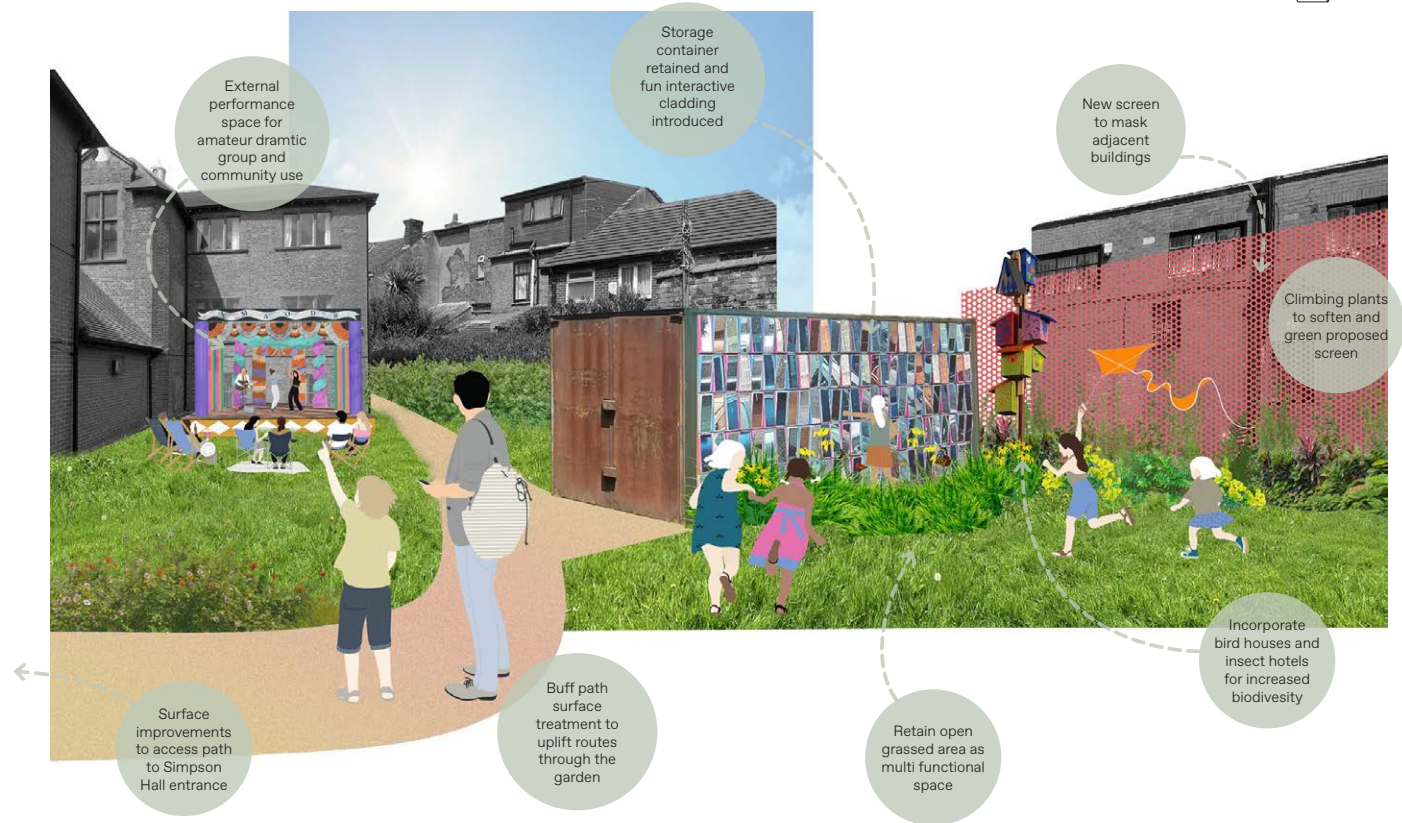 External
performance
space for
amateur dramtic
group and
community use
Storage
container
retained and
fun interactive
cladding
introduced
New screen
to mask
adjacent
buildings
Climbing plants
to soften and
green proposed
screen
Surface
improvements
to access path
to Simpson
Hall entrance
Buff path
surface
treatment to
uplift routes
through the
garden
Retain open
grassed area as
multi functional
space
Incorporate
bird houses and
insect hotels
for increased
biodivesity